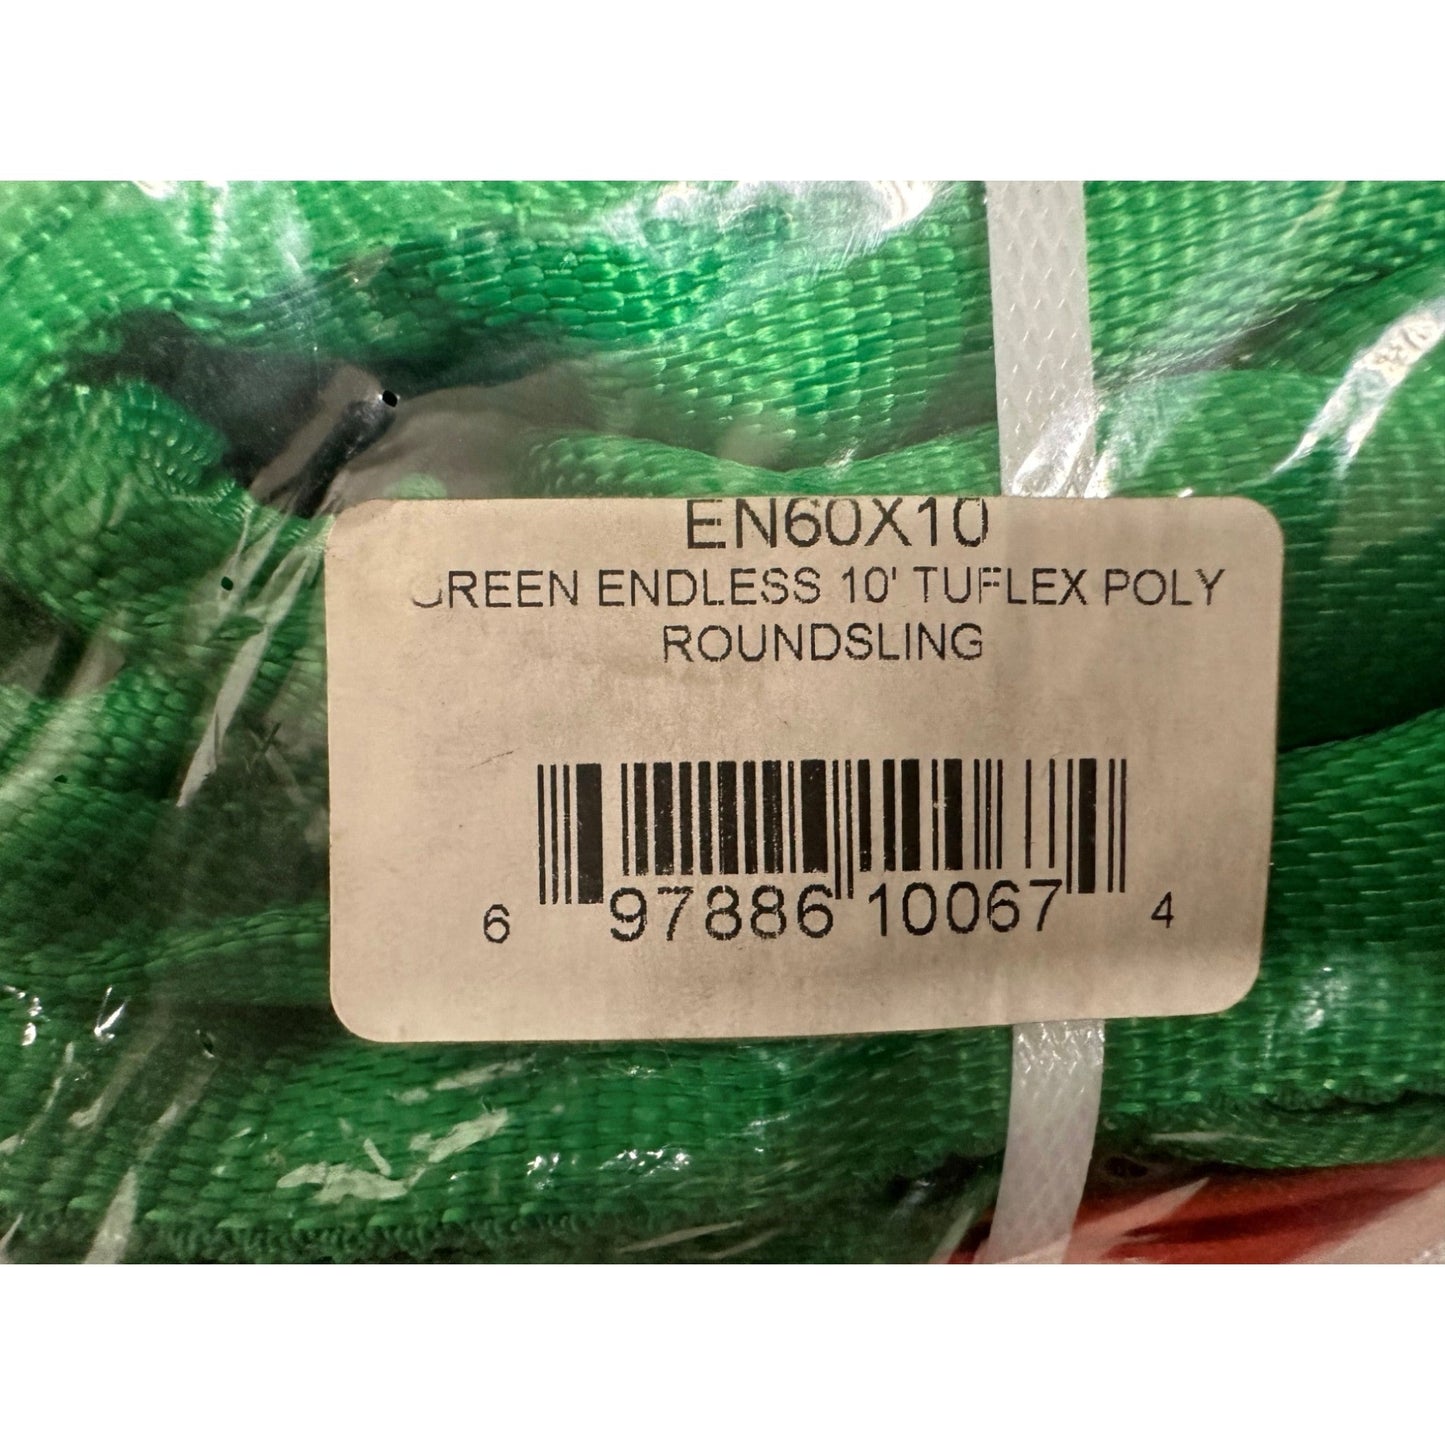 EN60X10
GREEN ENDLESS 10' TUFLEX POLY
ROUNDSLING
6 97886 10067 4